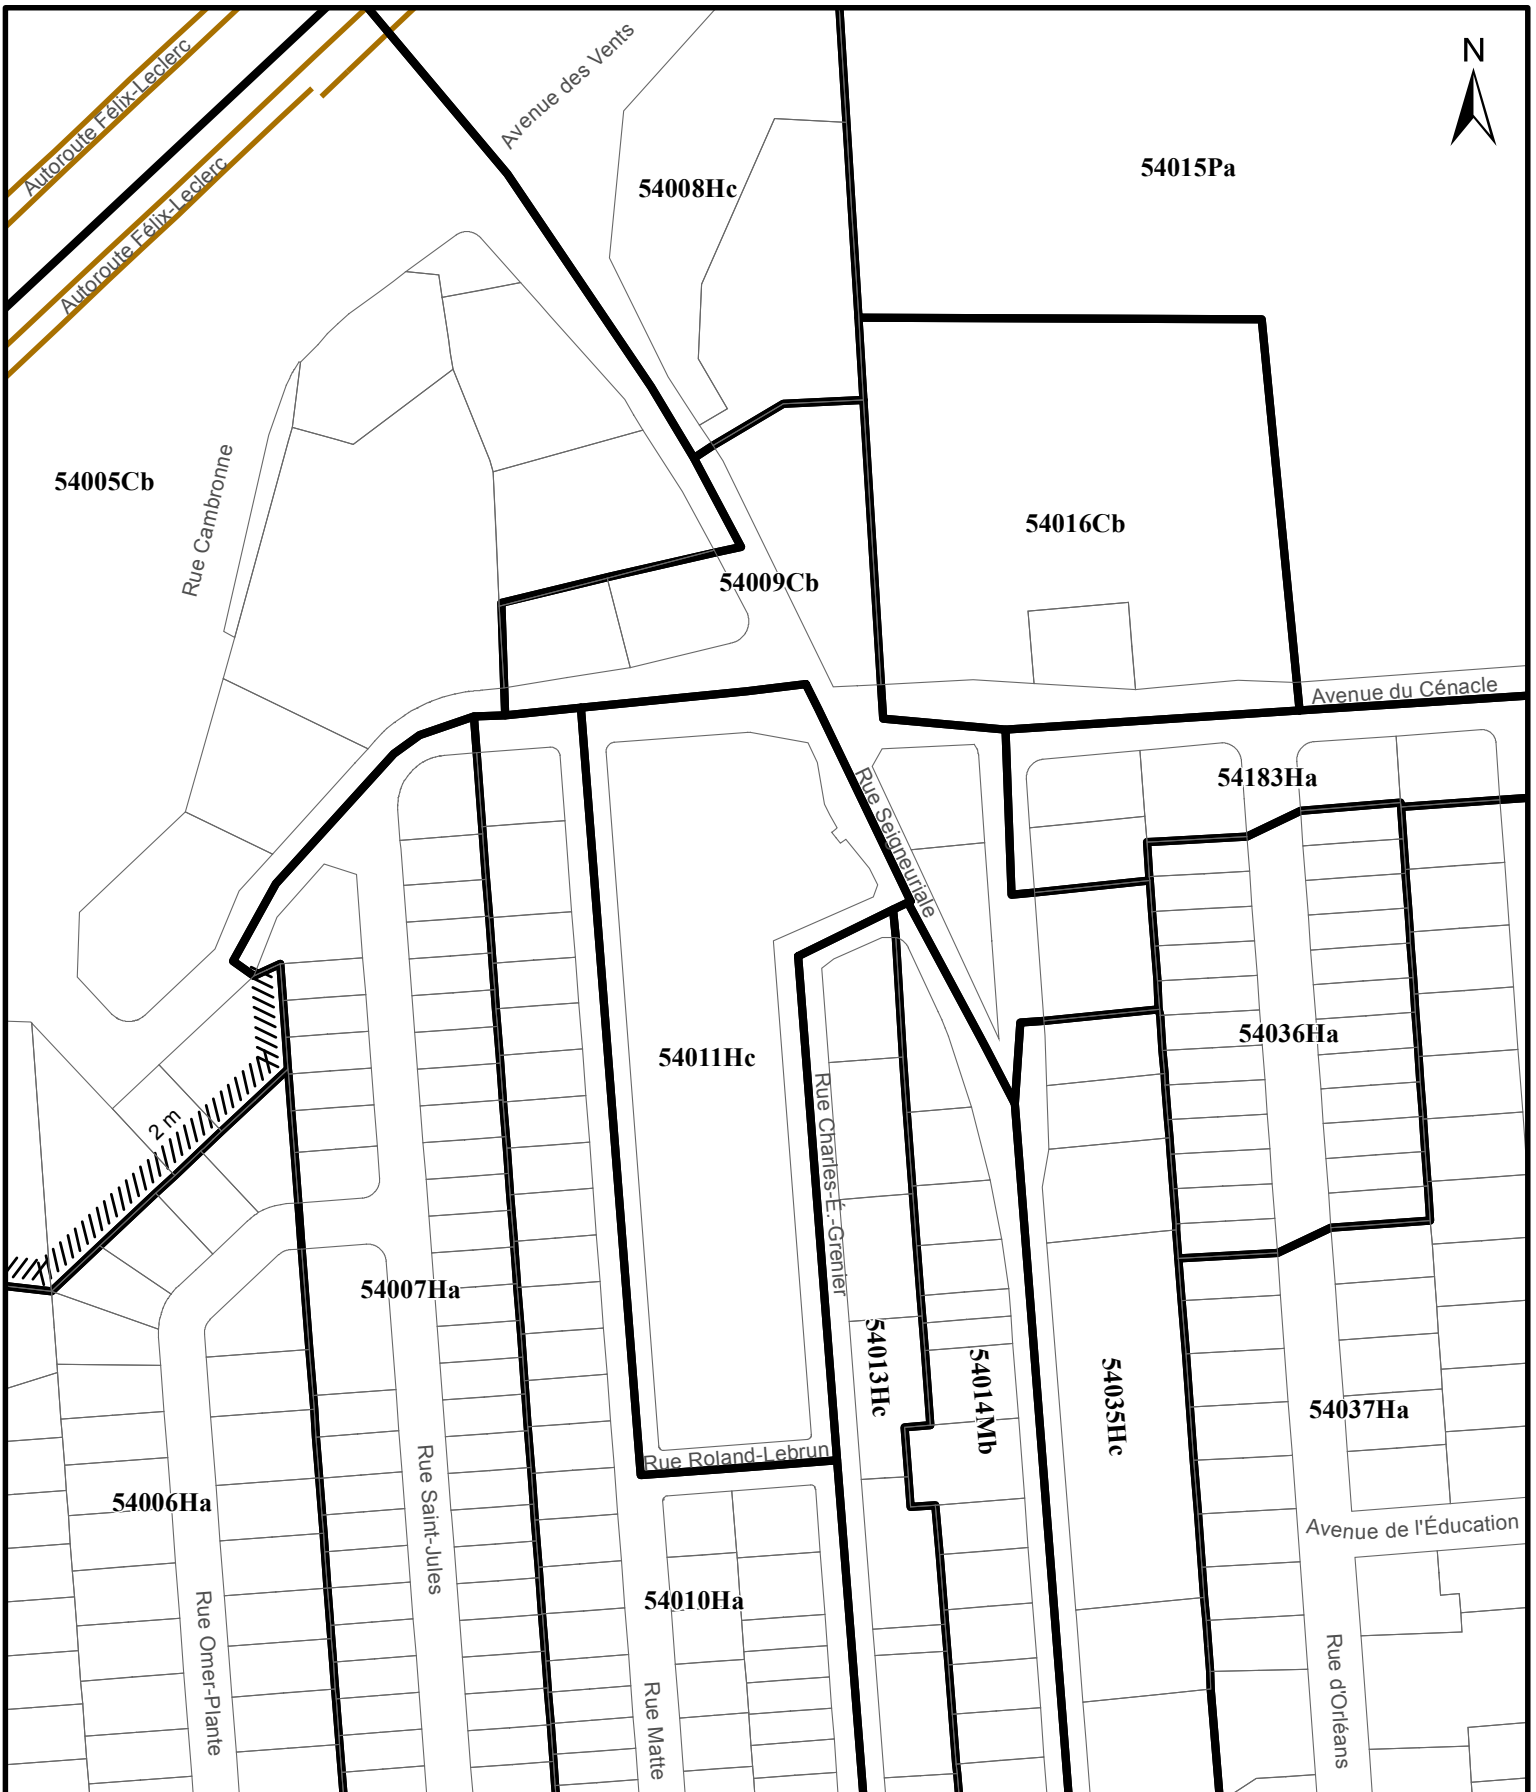 Autoroute Félix-Leclerc
Avenue des Vents
N
Autoroute Félix-Leclerc
54008Hc
54015Pa
54005Cb
Rue Cambronne
54016Cb
54009Cb
Avenue du Cénacle
54183Ha
Rue Seigneuriale
54036Ha
54011Hc
2 m
Rue Charles-É.-Grenier
54007Ha
54013Hc
54014Mb
54035Hc
54037Ha
Rue Roland-Lebrun
54006Ha
Rue Saint-Jules
Avenue de l'Éducation
54010Ha
Rue Omer-Plante
Rue Matte
Rue d'Orléans